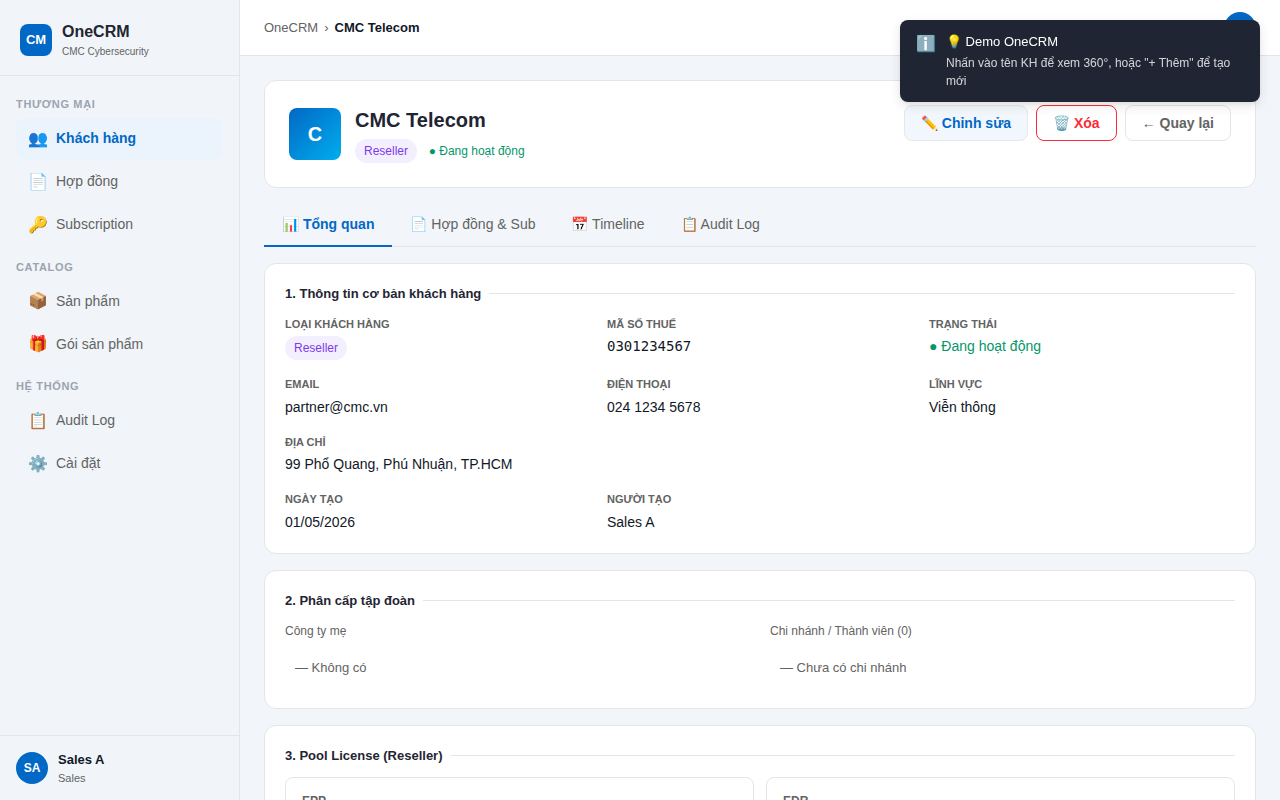 CM
OneCRM
CMC Cybersecurity
THƯƠNG MẠI
Khách hàng
Hợp đồng
Subscription
CATALOG
Sản phẩm
Gói sản phẩm
HỆ THỐNG
Audit Log
Cài đặt
SA
Sales A
Sales
OneCRM › CMC Telecom
💡 Demo OneCRM
Nhấn vào tên KH để xem 360°, hoặc "+ Thêm" để tạo
mới
C
CMC Telecom
Reseller
● Đang hoạt động
✏️ Chỉnh sửa
🗑️ Xóa
← Quay lại
📊 Tổng quan
📄 Hợp đồng & Sub
📅 Timeline
📋 Audit Log
1. Thông tin cơ bản khách hàng
LOẠI KHÁCH HÀNG
Reseller
MÃ SỐ THUẾ
0301234567
TRẠNG THÁI
● Đang hoạt động
EMAIL
partner@cmc.vn
ĐIỆN THOẠI
024 1234 5678
LĨNH VỰC
Viễn thông
ĐỊA CHỈ
99 Phổ Quang, Phú Nhuận, TP.HCM
NGÀY TẠO
01/05/2026
NGƯỜI TẠO
Sales A
2. Phân cấp tập đoàn
Công ty mẹ
— Không có
Chi nhánh / Thành viên (0)
— Chưa có chi nhánh
3. Pool License (Reseller)
EPP
EDR